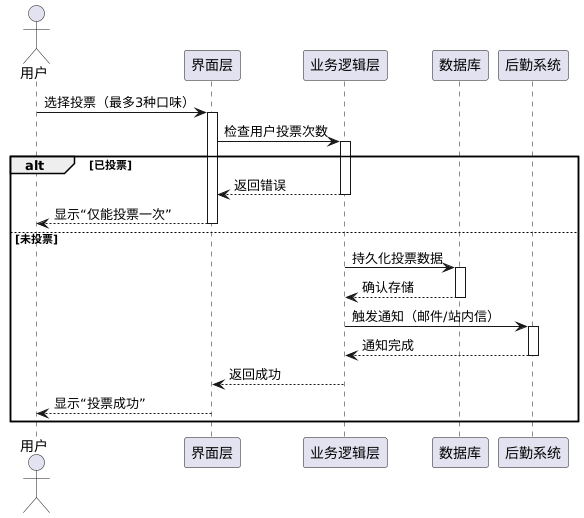 用户
界面层
业务逻辑层
数据库
后勤系统
选择投票（最多3种口味）
检查用户投票次数
alt
[已投票]
返回错误
显示“仅能投票一次”
[未投票]
持久化投票数据
确认存储
触发通知（邮件/站内信）
通知完成
返回成功
显示“投票成功”
用户
界面层
业务逻辑层
数据库
后勤系统